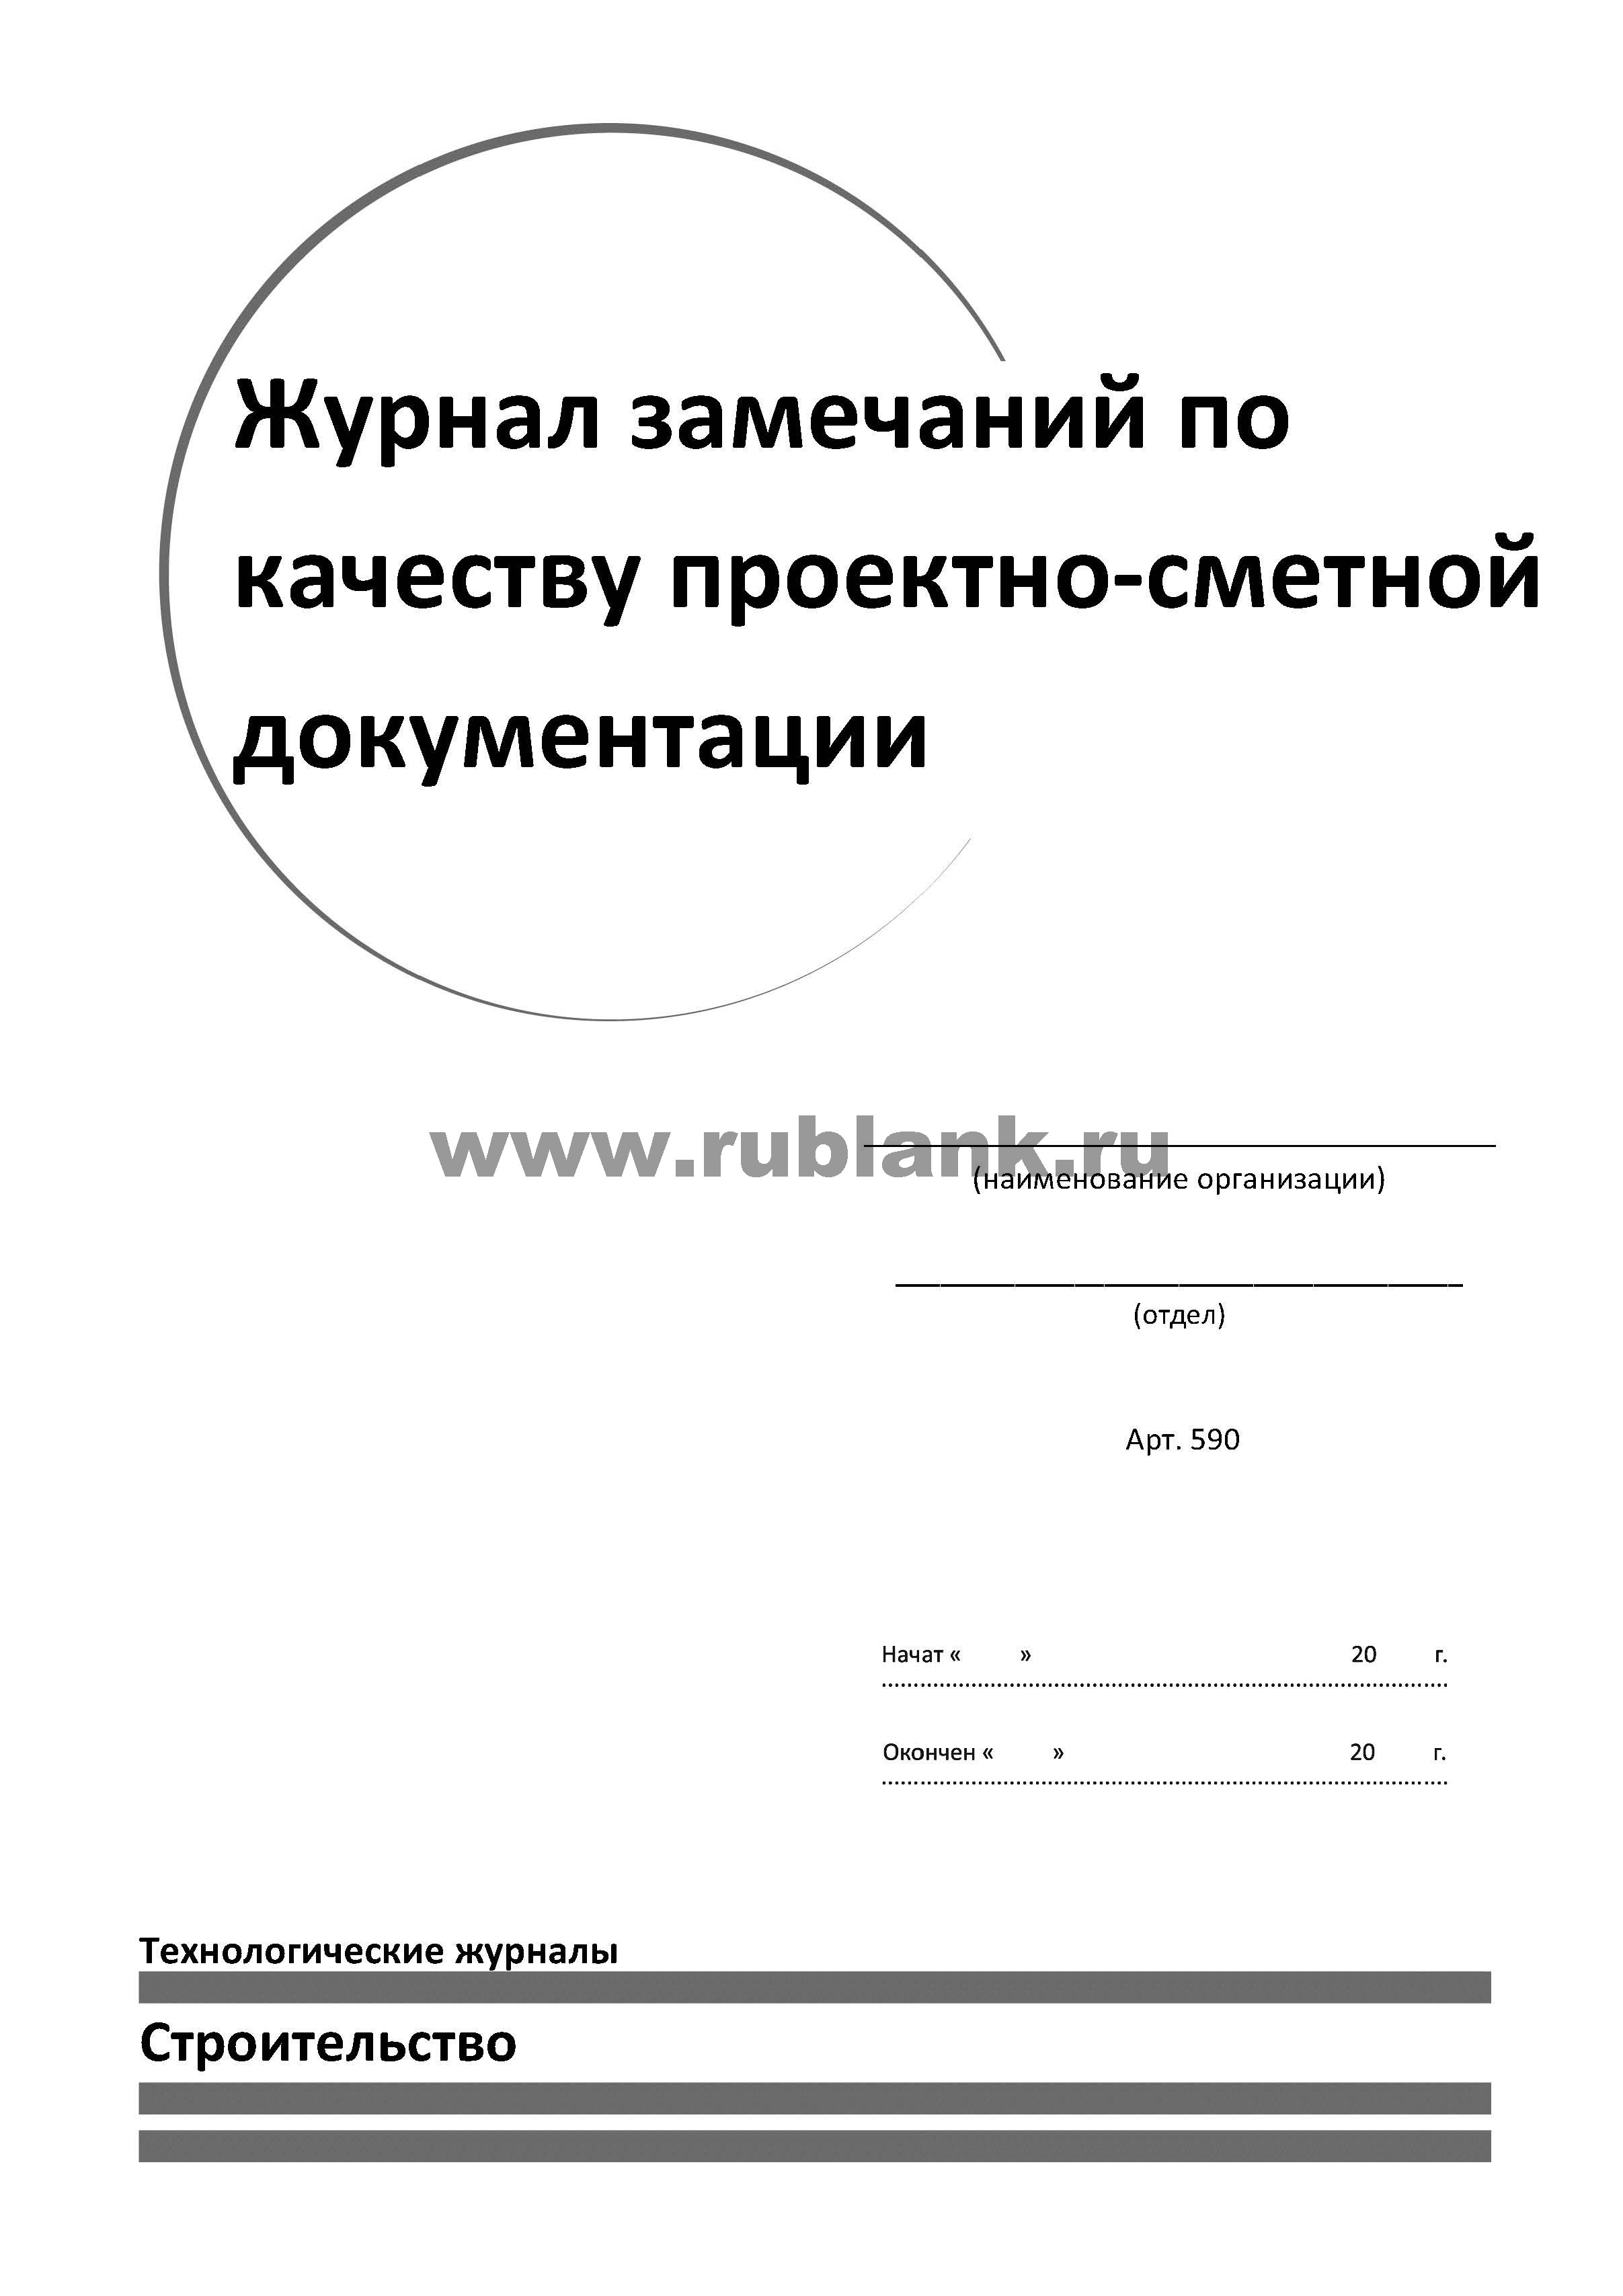 Журнал замечаний по
качеству проектно-сметной
документации
www.rublank.ru
(наименование организации)
(отдел)
Арт. 590
Начат « » 20 г.
Окончен « » 20 г.
Технологические журналы
Строительство